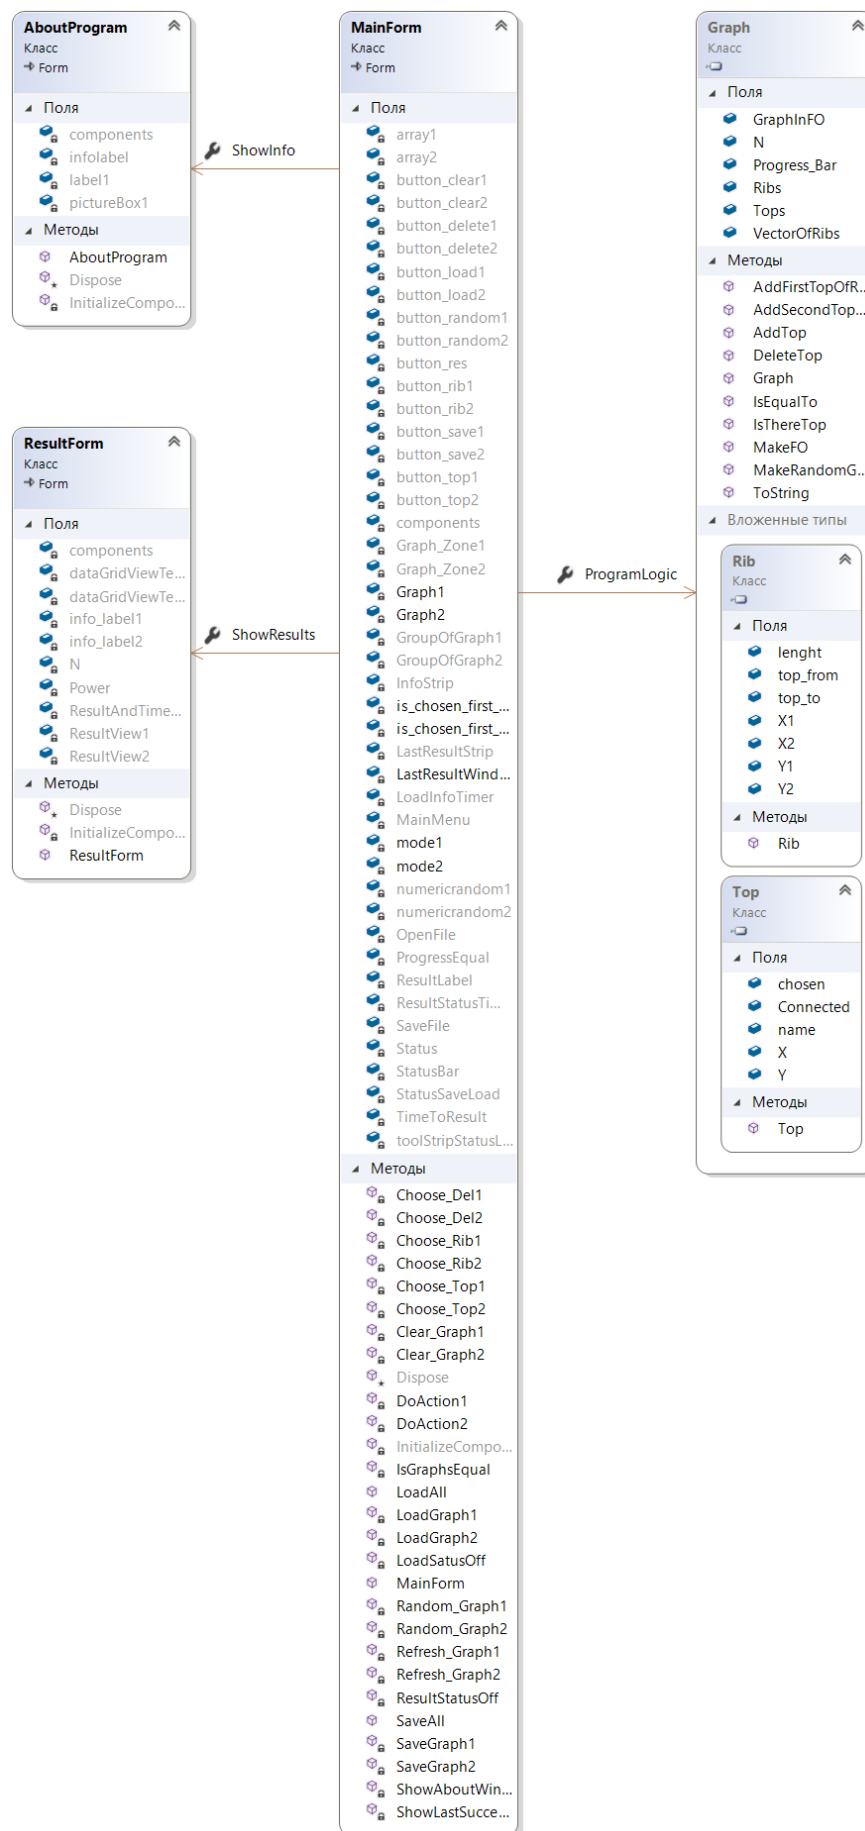 AboutProgram
Класс
Form
Поля
components
infolabel
label1
pictureBox1
Методы
AboutProgram
Dispose
InitializeCompo...
ShowInfo
ResultForm
Класс
Form
Поля
components
dataGridViewTe...
dataGridViewTe...
info_label1
info_label2
N
Power
ResultAndTime...
ResultView1
ResultView2
Методы
Dispose
InitializeCompo...
ResultForm
ShowResults
MainForm
Класс
Form
Поля
array1
array2
button_clear1
button_clear2
button_delete1
button_delete2
button_load1
button_load2
button_random1
button_random2
button_res
button_rib1
button_rib2
button_save1
button_save2
button_top1
button_top2
components
Graph_Zone1
Graph_Zone2
Graph1
Graph2
GroupOfGraph1
GroupOfGraph2
InfoStrip
is_chosen_first_...
is_chosen_first_...
LastResultStrip
LastResultWind...
LoadInfoTimer
MainMenu
mode1
mode2
numericrandom1
numericrandom2
OpenFile
ProgressEqual
ResultLabel
ResultStatusTi...
SaveFile
Status
StatusBar
StatusSaveLoad
TimeToResult
toolStripStatusL...
Методы
Choose_Del1
Choose_Del2
Choose_Rib1
Choose_Rib2
Choose_Top1
Choose_Top2
Clear_Graph1
Clear_Graph2
Dispose
DoAction1
DoAction2
InitializeCompo...
IsGraphsEqual
LoadAll
LoadGraph1
LoadGraph2
LoadSatusOff
MainForm
Random_Graph1
Random_Graph2
Refresh_Graph1
Refresh_Graph2
ResultStatusOff
SaveAll
SaveGraph1
SaveGraph2
ShowAboutWin...
ShowLastSucce...
ProgramLogic
Graph
Класс
Поля
GraphInFO
N
Progress_Bar
Ribs
Tops
VectorOfRibs
Методы
AddFirstTopOfR...
AddSecondTop...
AddTop
DeleteTop
Graph
IsEqualTo
IsThereTop
MakeFO
MakeRandomG...
ToString
Вложенные типы
Rib
Класс
Поля
lenght
top_from
top_to
X1
X2
Y1
Y2
Методы
Rib
Top
Класс
Поля
chosen
Connected
name
X
Y
Методы
Top